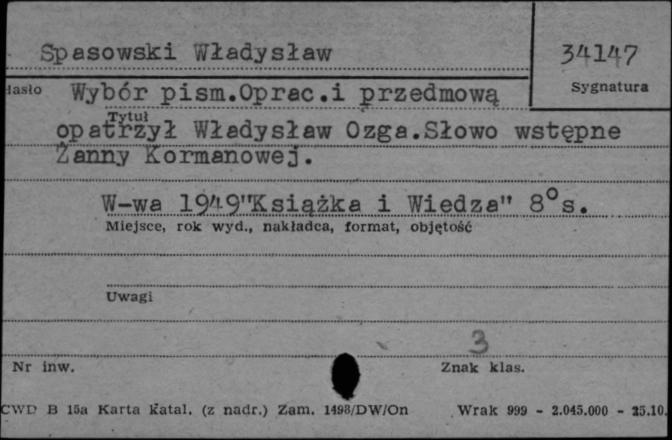 Spasowski Władysław
34147
Sygnatura
Hasło Wybór pism.Oprac.i przedmową
Tytuł
opatrzył Władysław Ozga.Słowo wstępne
Żanny Kormanowej.
W-wa 1949"Książka i Wiedza" 8°s.
Miejsce, rok wyd., nakładca, format, objętość
Uwagi
3
Nr inw.
Znak klas.
CWD B 15a Karta katal. (z nadr.) Zam. 1498/DW/On Wrak 999 - 2.045.000 - 25.10.